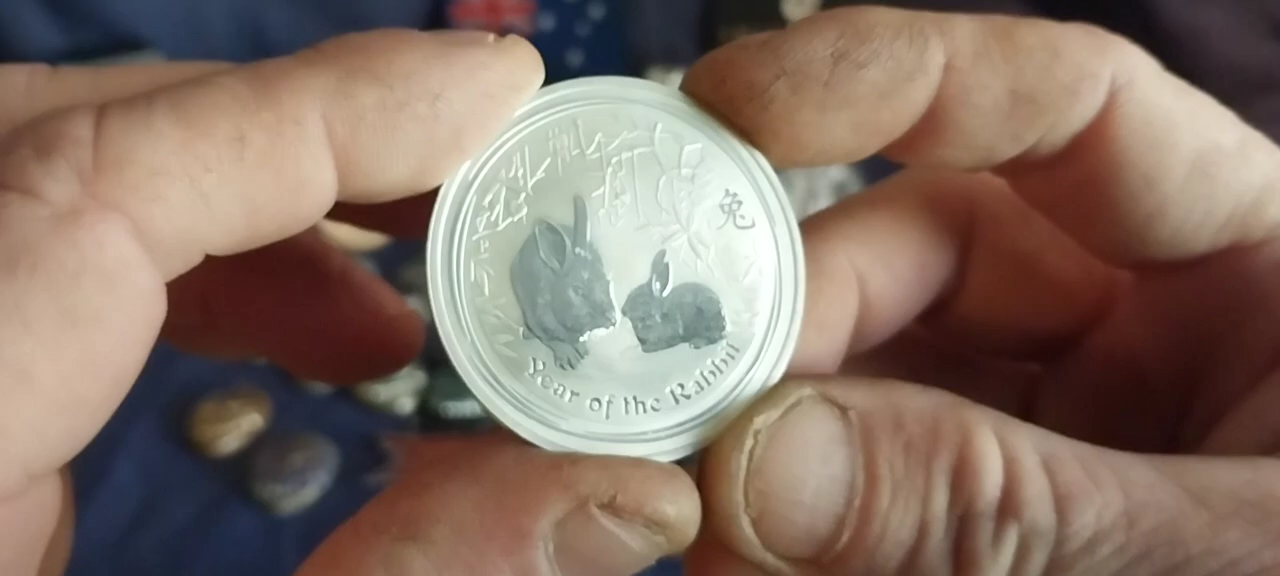 兔
Year of the Rabbit